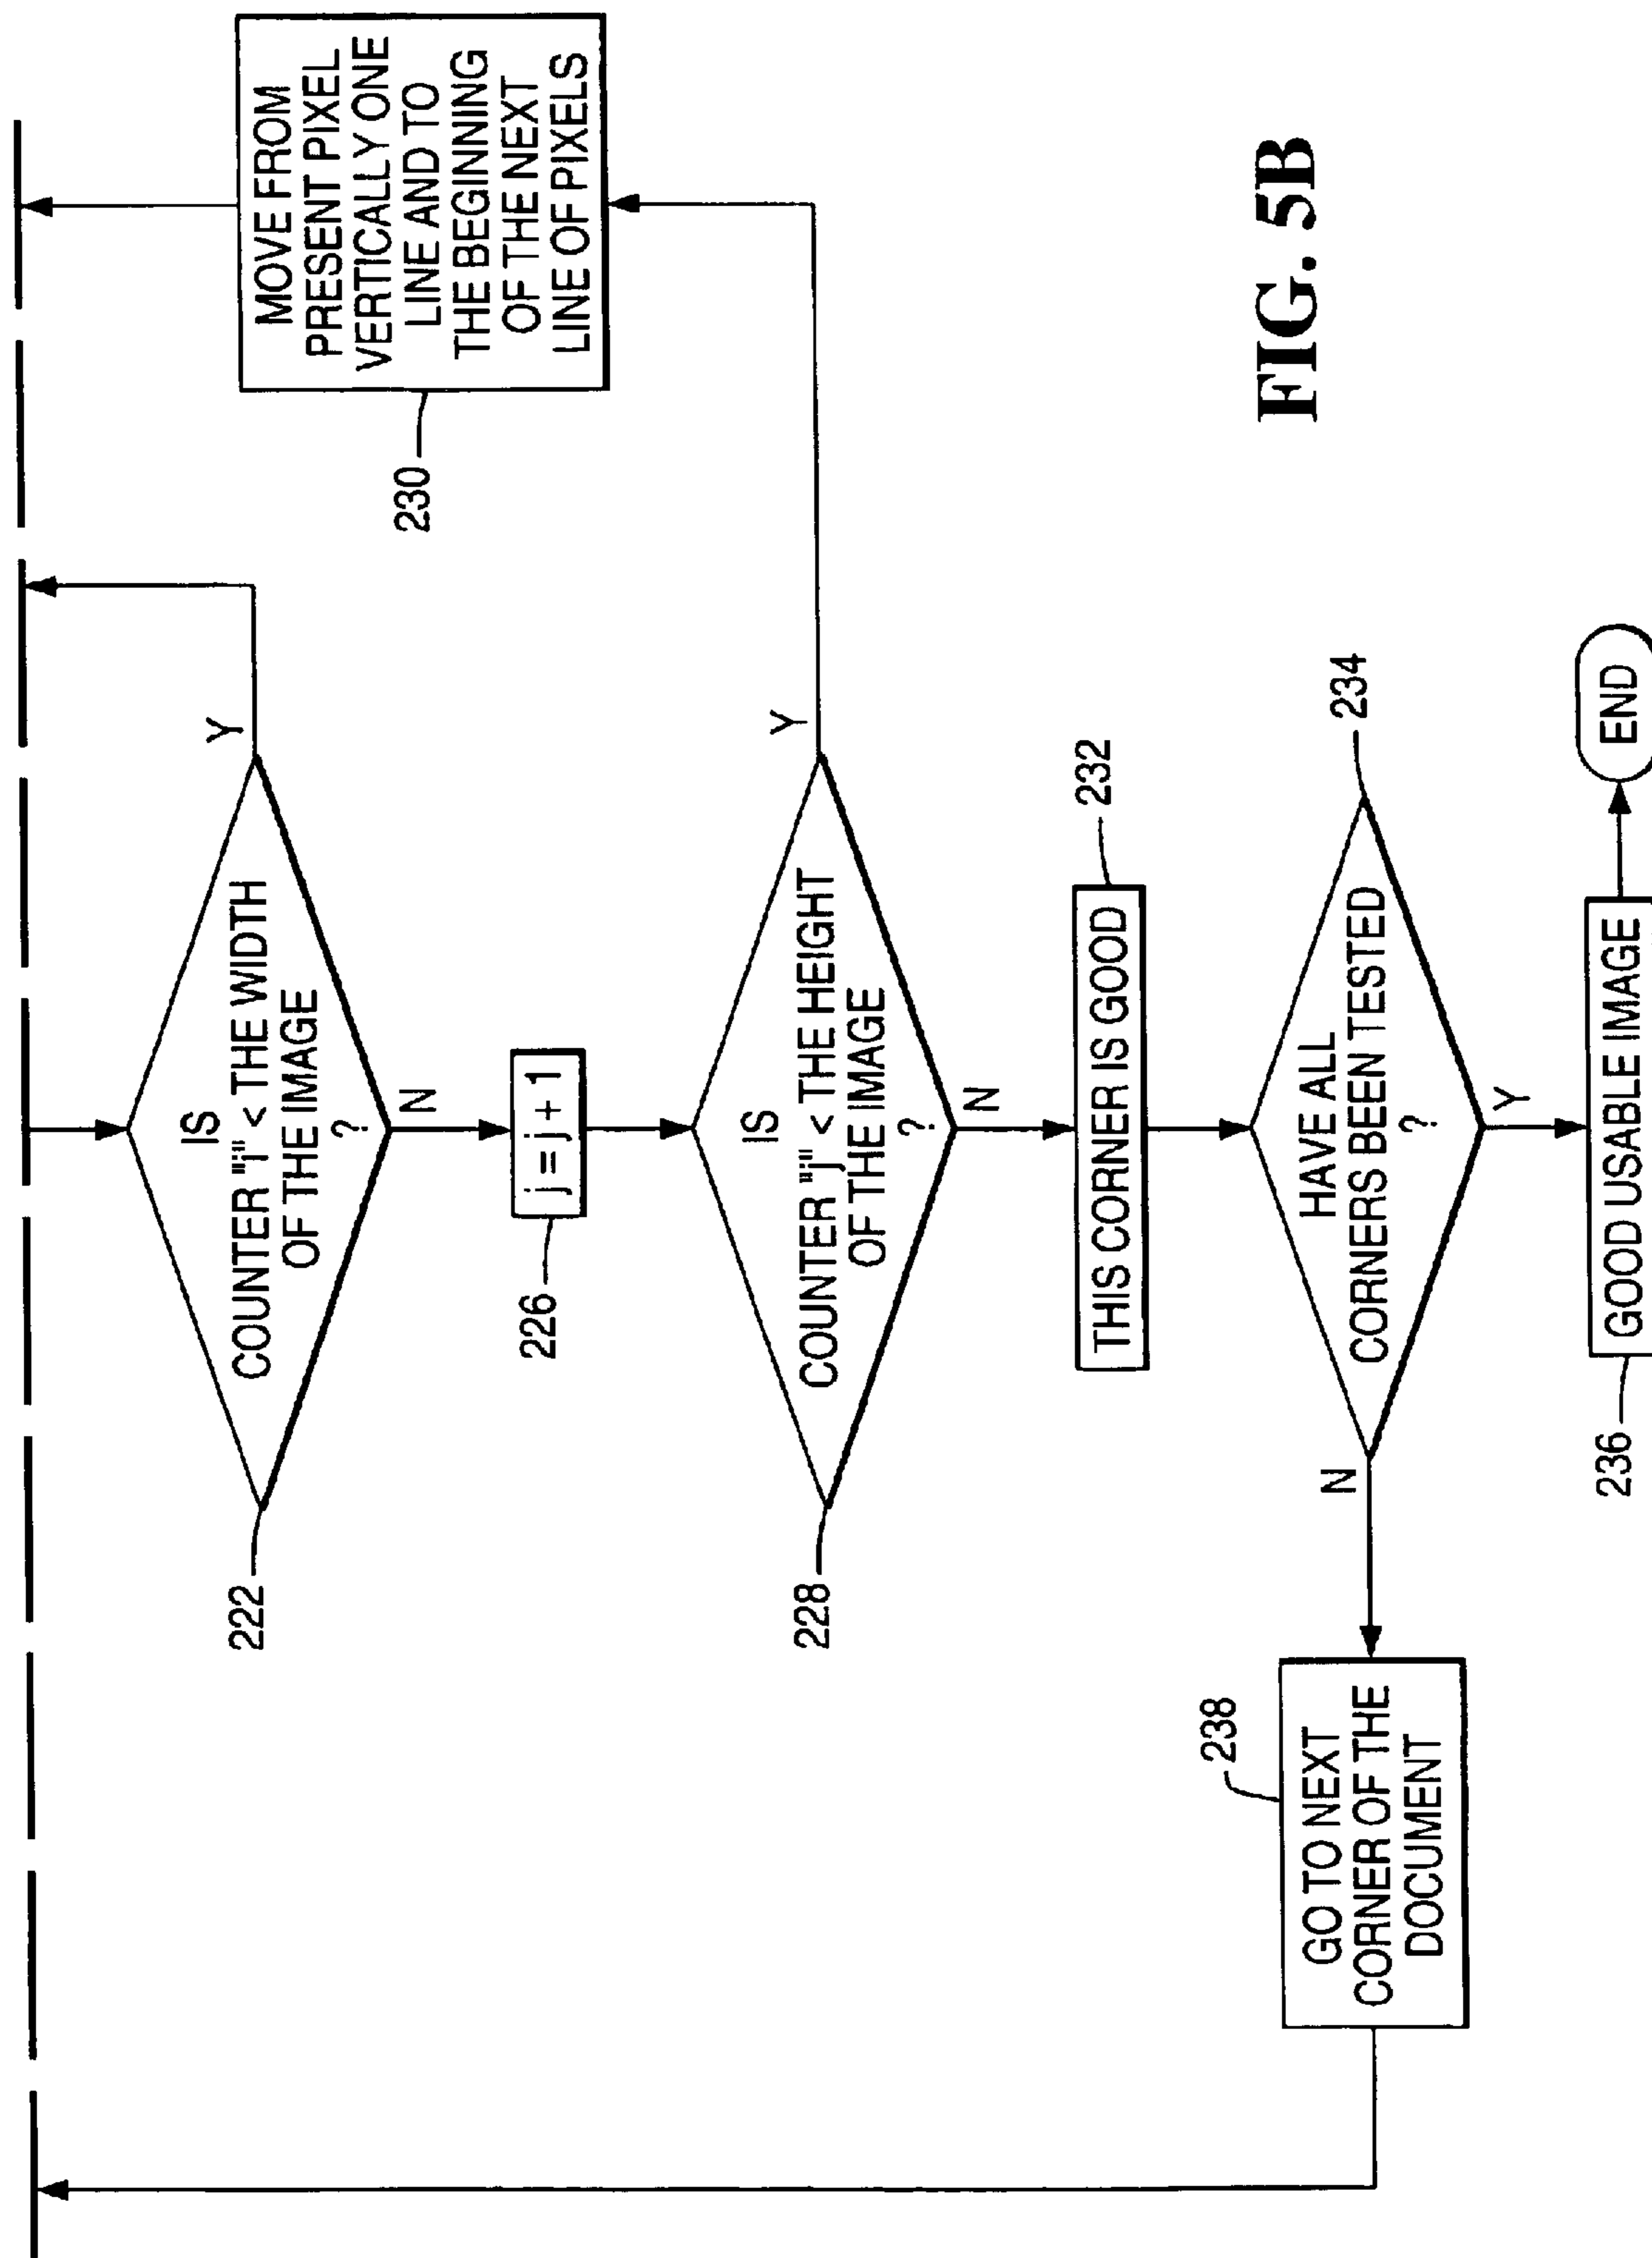 IS
COUNTER "i" < THE WIDTH
OF THE IMAGE
?
Y
N
222
j = j + 1
226
IS
COUNTER "j" < THE HEIGHT
OF THE IMAGE
?
Y
N
228
MOVE FROM
PRESENT PIXEL
VERTICALLY ONE
LINE AND TO
THE BEGINNING
OF THE NEXT
LINE OF PIXELS
230
THIS CORNER IS GOOD
232
HAVE ALL
CORNERS BEEN TESTED
?
234
N
Y
GO TO NEXT
CORNER OF THE
DOCUMENT
238
GOOD USABLE IMAGE
236
END
FIG. 5B